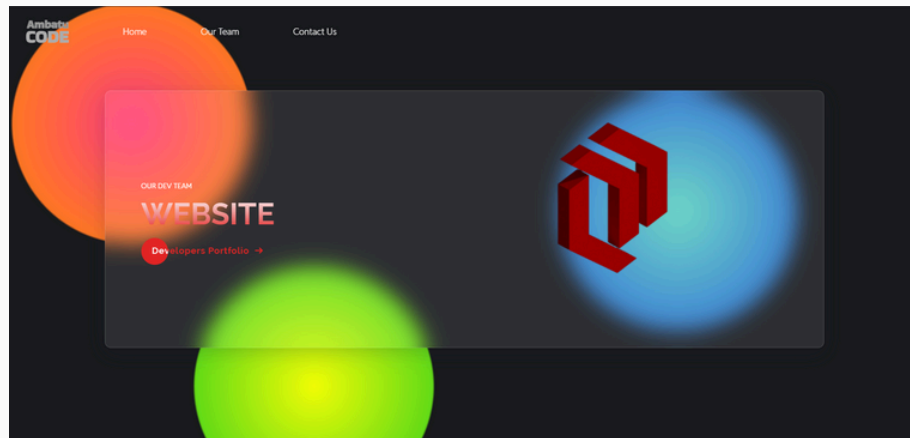 Ambatu
CODE
Home
Our Team
Contact Us
OUR DEV TEAM
WEBSITE
Developers Portfolio →